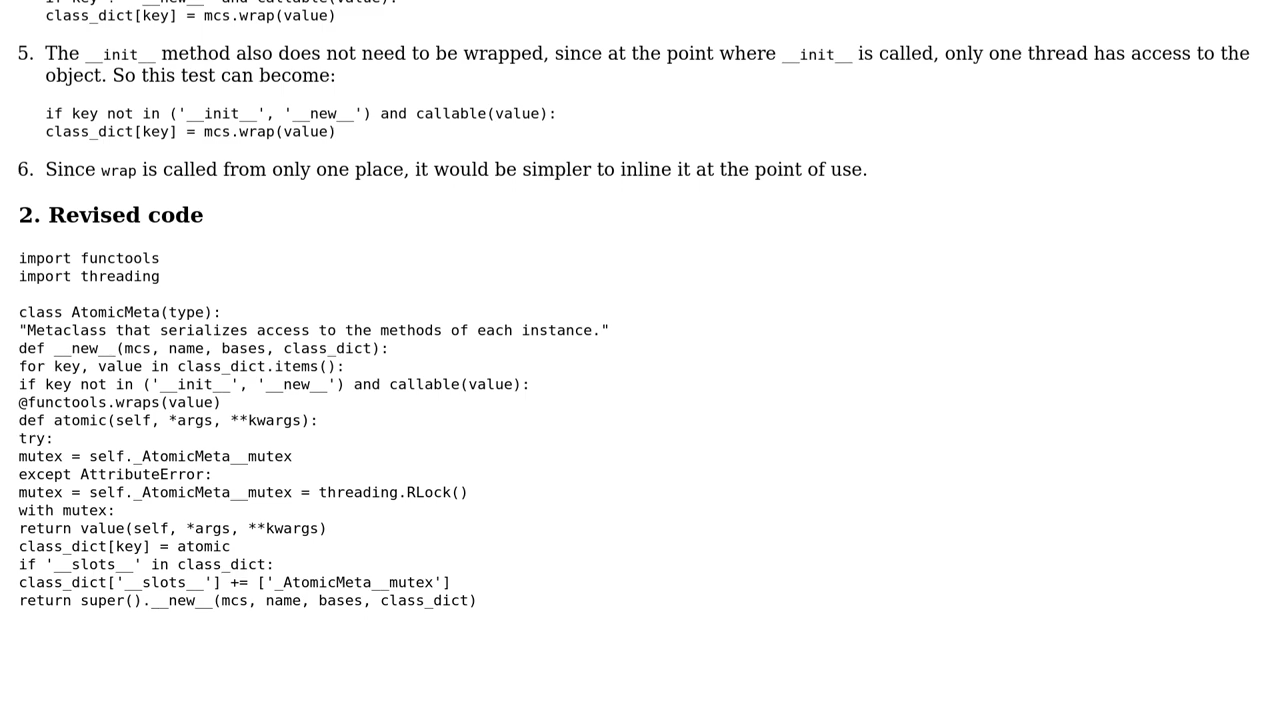 class_dict[key] = mcs.wrap(value)
5. The __init__ method also does not need to be wrapped, since at the point where __init__ is called, only one thread has access to the
object. So this test can become:
if key not in ('__init__', '__new__') and callable(value):
class_dict[key] = mcs.wrap(value)
6. Since wrap is called from only one place, it would be simpler to inline it at the point of use.
2. Revised code
import functools
import threading
class AtomicMeta(type):
"Metaclass that serializes access to the methods of each instance."
def __new__(mcs, name, bases, class_dict):
for key, value in class_dict.items():
if key not in ('__init__', '__new__') and callable(value):
@functools.wraps(value)
def atomic(self, *args, **kwargs):
try:
mutex = self._AtomicMeta__mutex
except AttributeError:
mutex = self._AtomicMeta__mutex = threading.RLock()
with mutex:
return value(self, *args, **kwargs)
class_dict[key] = atomic
if '__slots__' in class_dict:
class_dict['__slots__'] += ['_AtomicMeta__mutex']
return super().__new__(mcs, name, bases, class_dict)